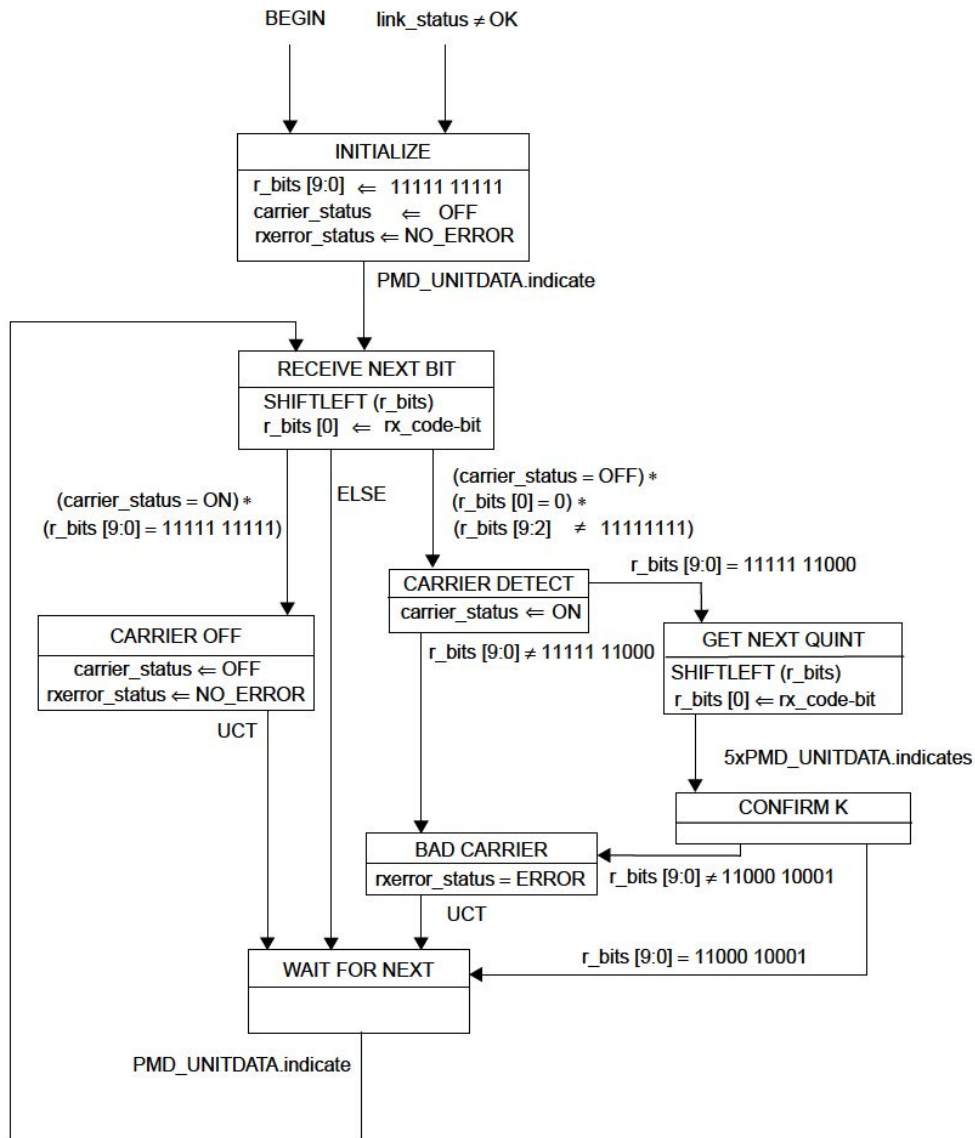 BEGIN
link_status ≠ OK
INITIALIZE
r_bits [9:0] ⇐ 11111 11111
carrier_status ⇐ OFF
rxerror_status ⇐ NO_ERROR
PMD_UNITDATA.indicate
RECEIVE NEXT BIT
SHIFTLEFT (r_bits)
r_bits [0] ⇐ rx_code-bit
(carrier_status = ON) *
(r_bits [9:0] = 11111 11111)
ELSE
(carrier_status = OFF) *
(r_bits [0] = 0) *
(r_bits [9:2] ≠ 11111111)
r_bits [9:0] = 11111 11000
CARRIER DETECT
carrier_status ⇐ ON
r_bits [9:0] ≠ 11111 11000
CARRIER OFF
carrier_status ⇐ OFF
rxerror_status ⇐ NO_ERROR
UCT
GET NEXT QUINT
SHIFTLEFT (r_bits)
r_bits [0] ⇐ rx_code-bit
5xPMD_UNITDATA.indicates
CONFIRM K
BAD CARRIER
rxerror_status = ERROR
r_bits [9:0] ≠ 11000 10001
UCT
r_bits [9:0] = 11000 10001
WAIT FOR NEXT
PMD_UNITDATA.indicate